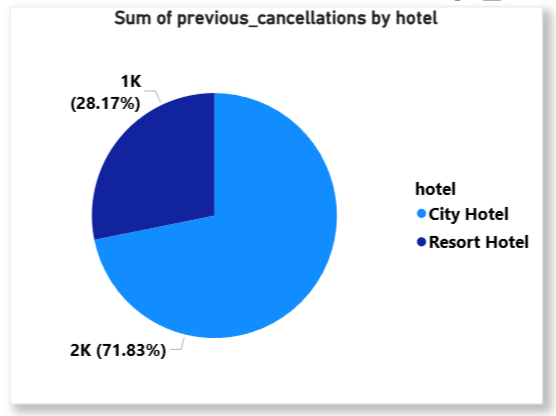 Sum of previous_cancellations by hotel
1K
(28.17%)
hotel
City Hotel
Resort Hotel
2K (71.83%)